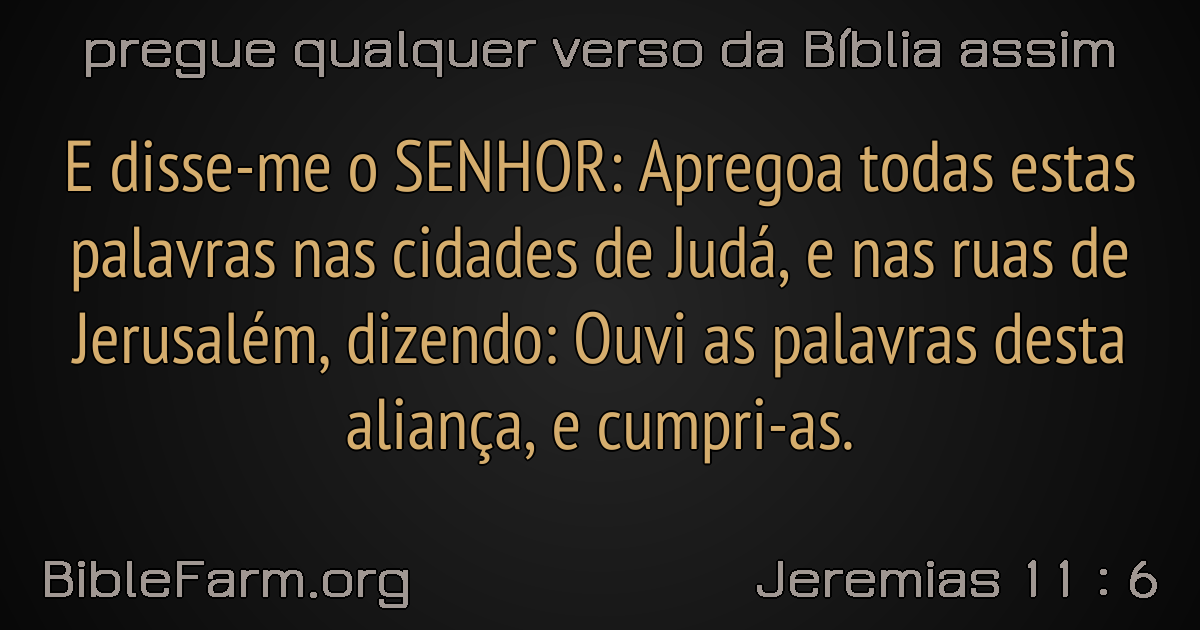 pregue qualquer verso da Bíblia assim
E disse-me o SENHOR: Apregoa todas estas
palavras nas cidades de Judá, e nas ruas de
Jerusalém, dizendo: Ouvi as palavras desta
aliança, e cumpri-as.
BibleFarm.org
Jeremias 11 : 6